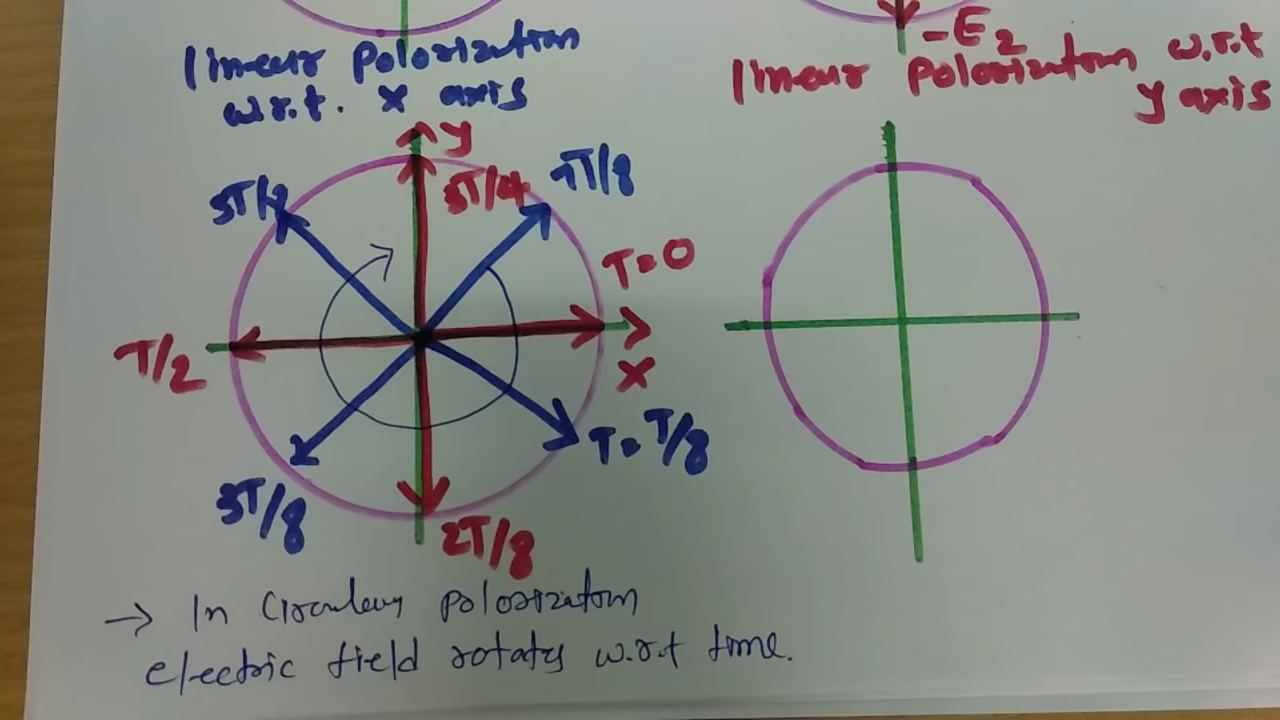 -E2
linear polarization
w.r.t. x axis
linear polarization w.r.t
y axis
y
5T/8
3T/4
7T/8
T=0
T/2
x
T=T/8
3T/8
2T/8
→ In Circular polarization
electric field rotates w.r.t time.